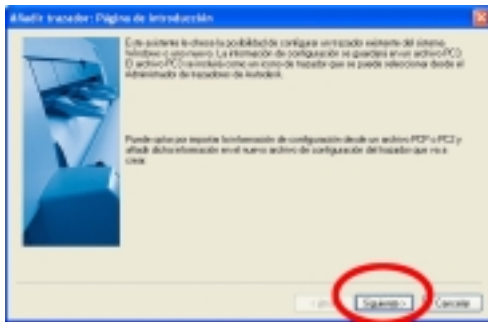 Añadir trazador: Página de introducción
Este asistente le ofrece la posibilidad de configurar un trazador existente del sistema
Windows o uno nuevo. La información de configuración se guardará en un archivo PC3.
El archivo PC3 se incluirá como un icono de trazador que se puede seleccionar desde el
Administrador de trazadores de Autodesk.
Puede optar por importar la información de configuración desde un archivo PCP o PC2 y
añadir dicha información en el nuevo archivo de configuración del trazador que va a
crear.
Siguiente >
Cancelar